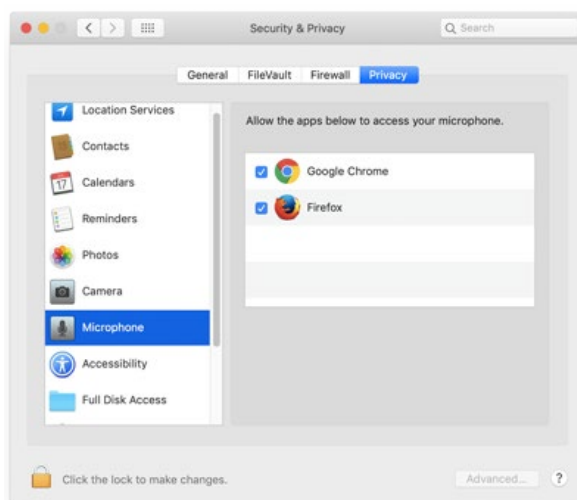 Security & Privacy
Search
General FileVault Firewall Privacy
Location Services
Contacts
17
Calendars
Reminders
Photos
Camera
Microphone
Accessibility
Full Disk Access
Allow the apps below to access your microphone.
Google Chrome
Firefox
Click the lock to make changes.
Advanced...
?